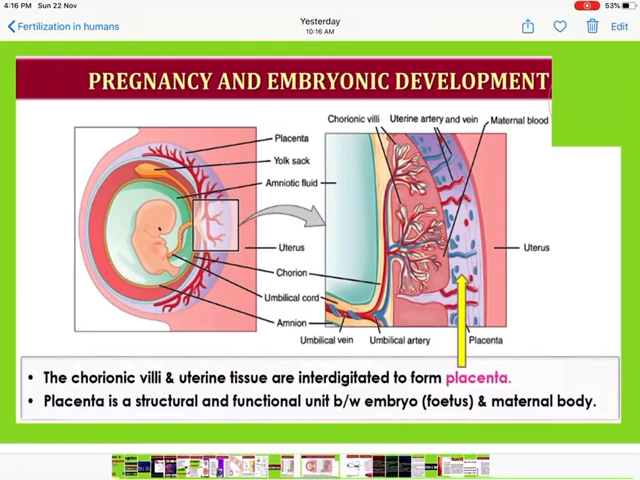 4:16 PM Sun 22 Nov
53%
Fertilization in humans
Yesterday
10:16 AM
Edit
PREGNANCY AND EMBRYONIC DEVELOPMENT
Chorionic villi
Uterine artery and vein
Maternal blood
Placenta
Yolk sack
Amniotic fluid
Uterus
Uterus
Chorion
Umbilical cord
Amnion
Umbilical vein
Umbilical artery
Placenta
• The chorionic villi & uterine tissue are interdigitated to form placenta.
• Placenta is a structural and functional unit b/w embryo (foetus) & maternal body.